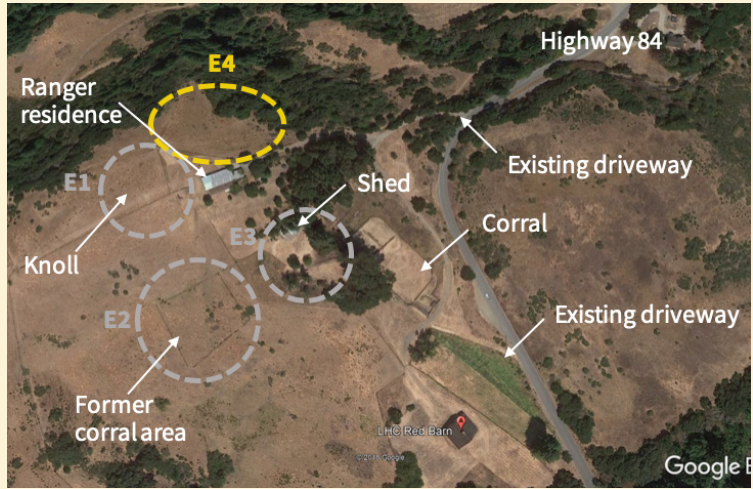 Highway 84
E4
Ranger
residence
Existing driveway
E1
Shed
E3
Corral
Knoll
E2
Existing driveway
Former
corral area
LHC Red Barn
Google E